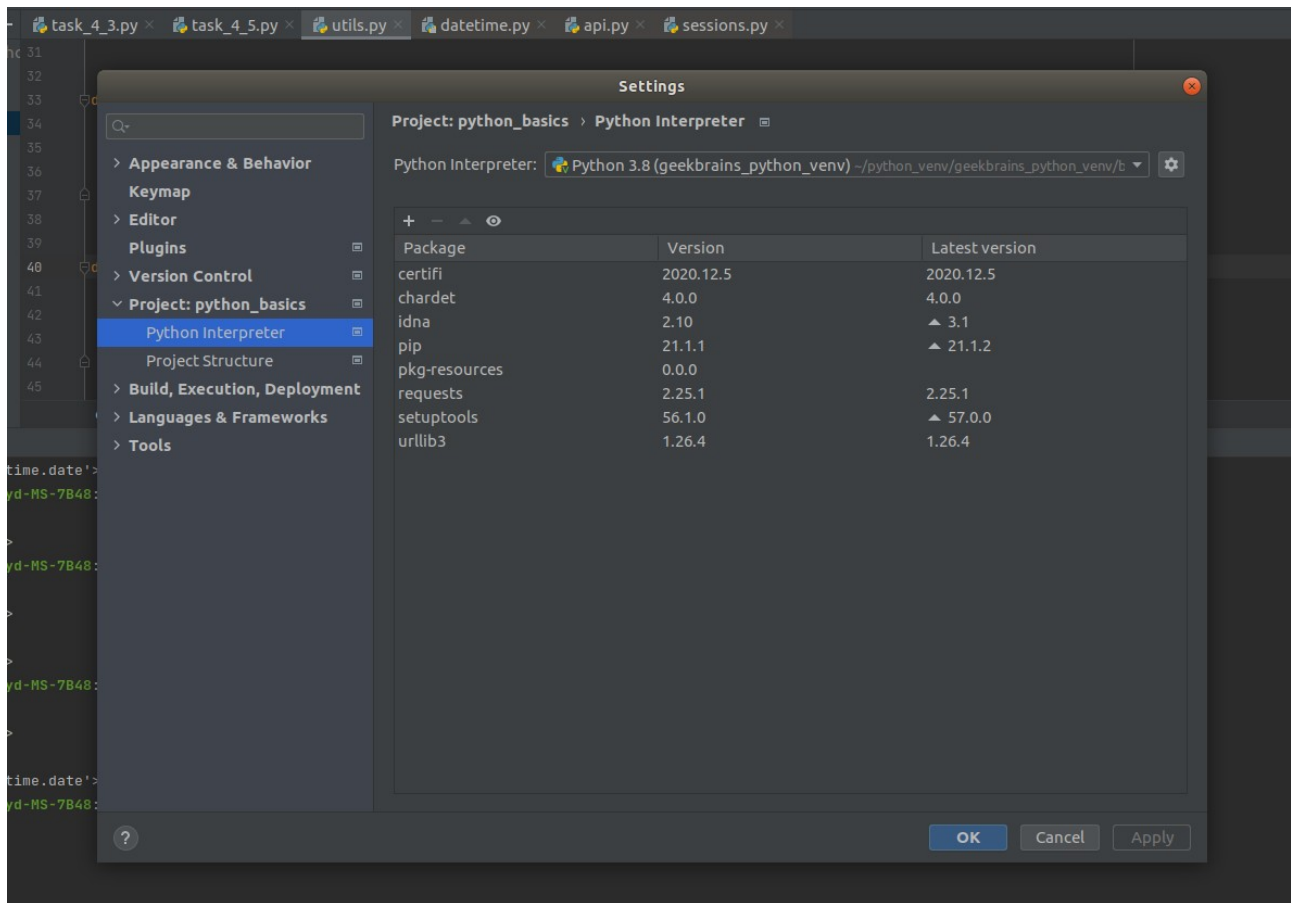 task_4_3.py × task_4_5.py × utils.py × datetime.py × api.py × sessions.py ×
31
32
33
34
35
36
37
38
39
40
41
42
43
44
45
Settings
Appearance & Behavior
Keymap
Editor
Plugins
Version Control
Project: python_basics
Python Interpreter
Project Structure
Build, Execution, Deployment
Languages & Frameworks
Tools
Project: python_basics › Python Interpreter
Python Interpreter: Python 3.8 (geekbrains_python_venv) ~/python_venv/geekbrains_python_venv/b
Package Version Latest version
certifi 2020.12.5 2020.12.5
chardet 4.0.0 4.0.0
idna 2.10 ▲ 3.1
pip 21.1.1 ▲ 21.1.2
pkg-resources 0.0.0
requests 2.25.1 2.25.1
setuptools 56.1.0 ▲ 57.0.0
urllib3 1.26.4 1.26.4
time.date'>
yd-MS-7B48:
>
yd-MS-7B48:
>
>
yd-MS-7B48:
>
time.date'>
yd-MS-7B48:
? OK Cancel Apply